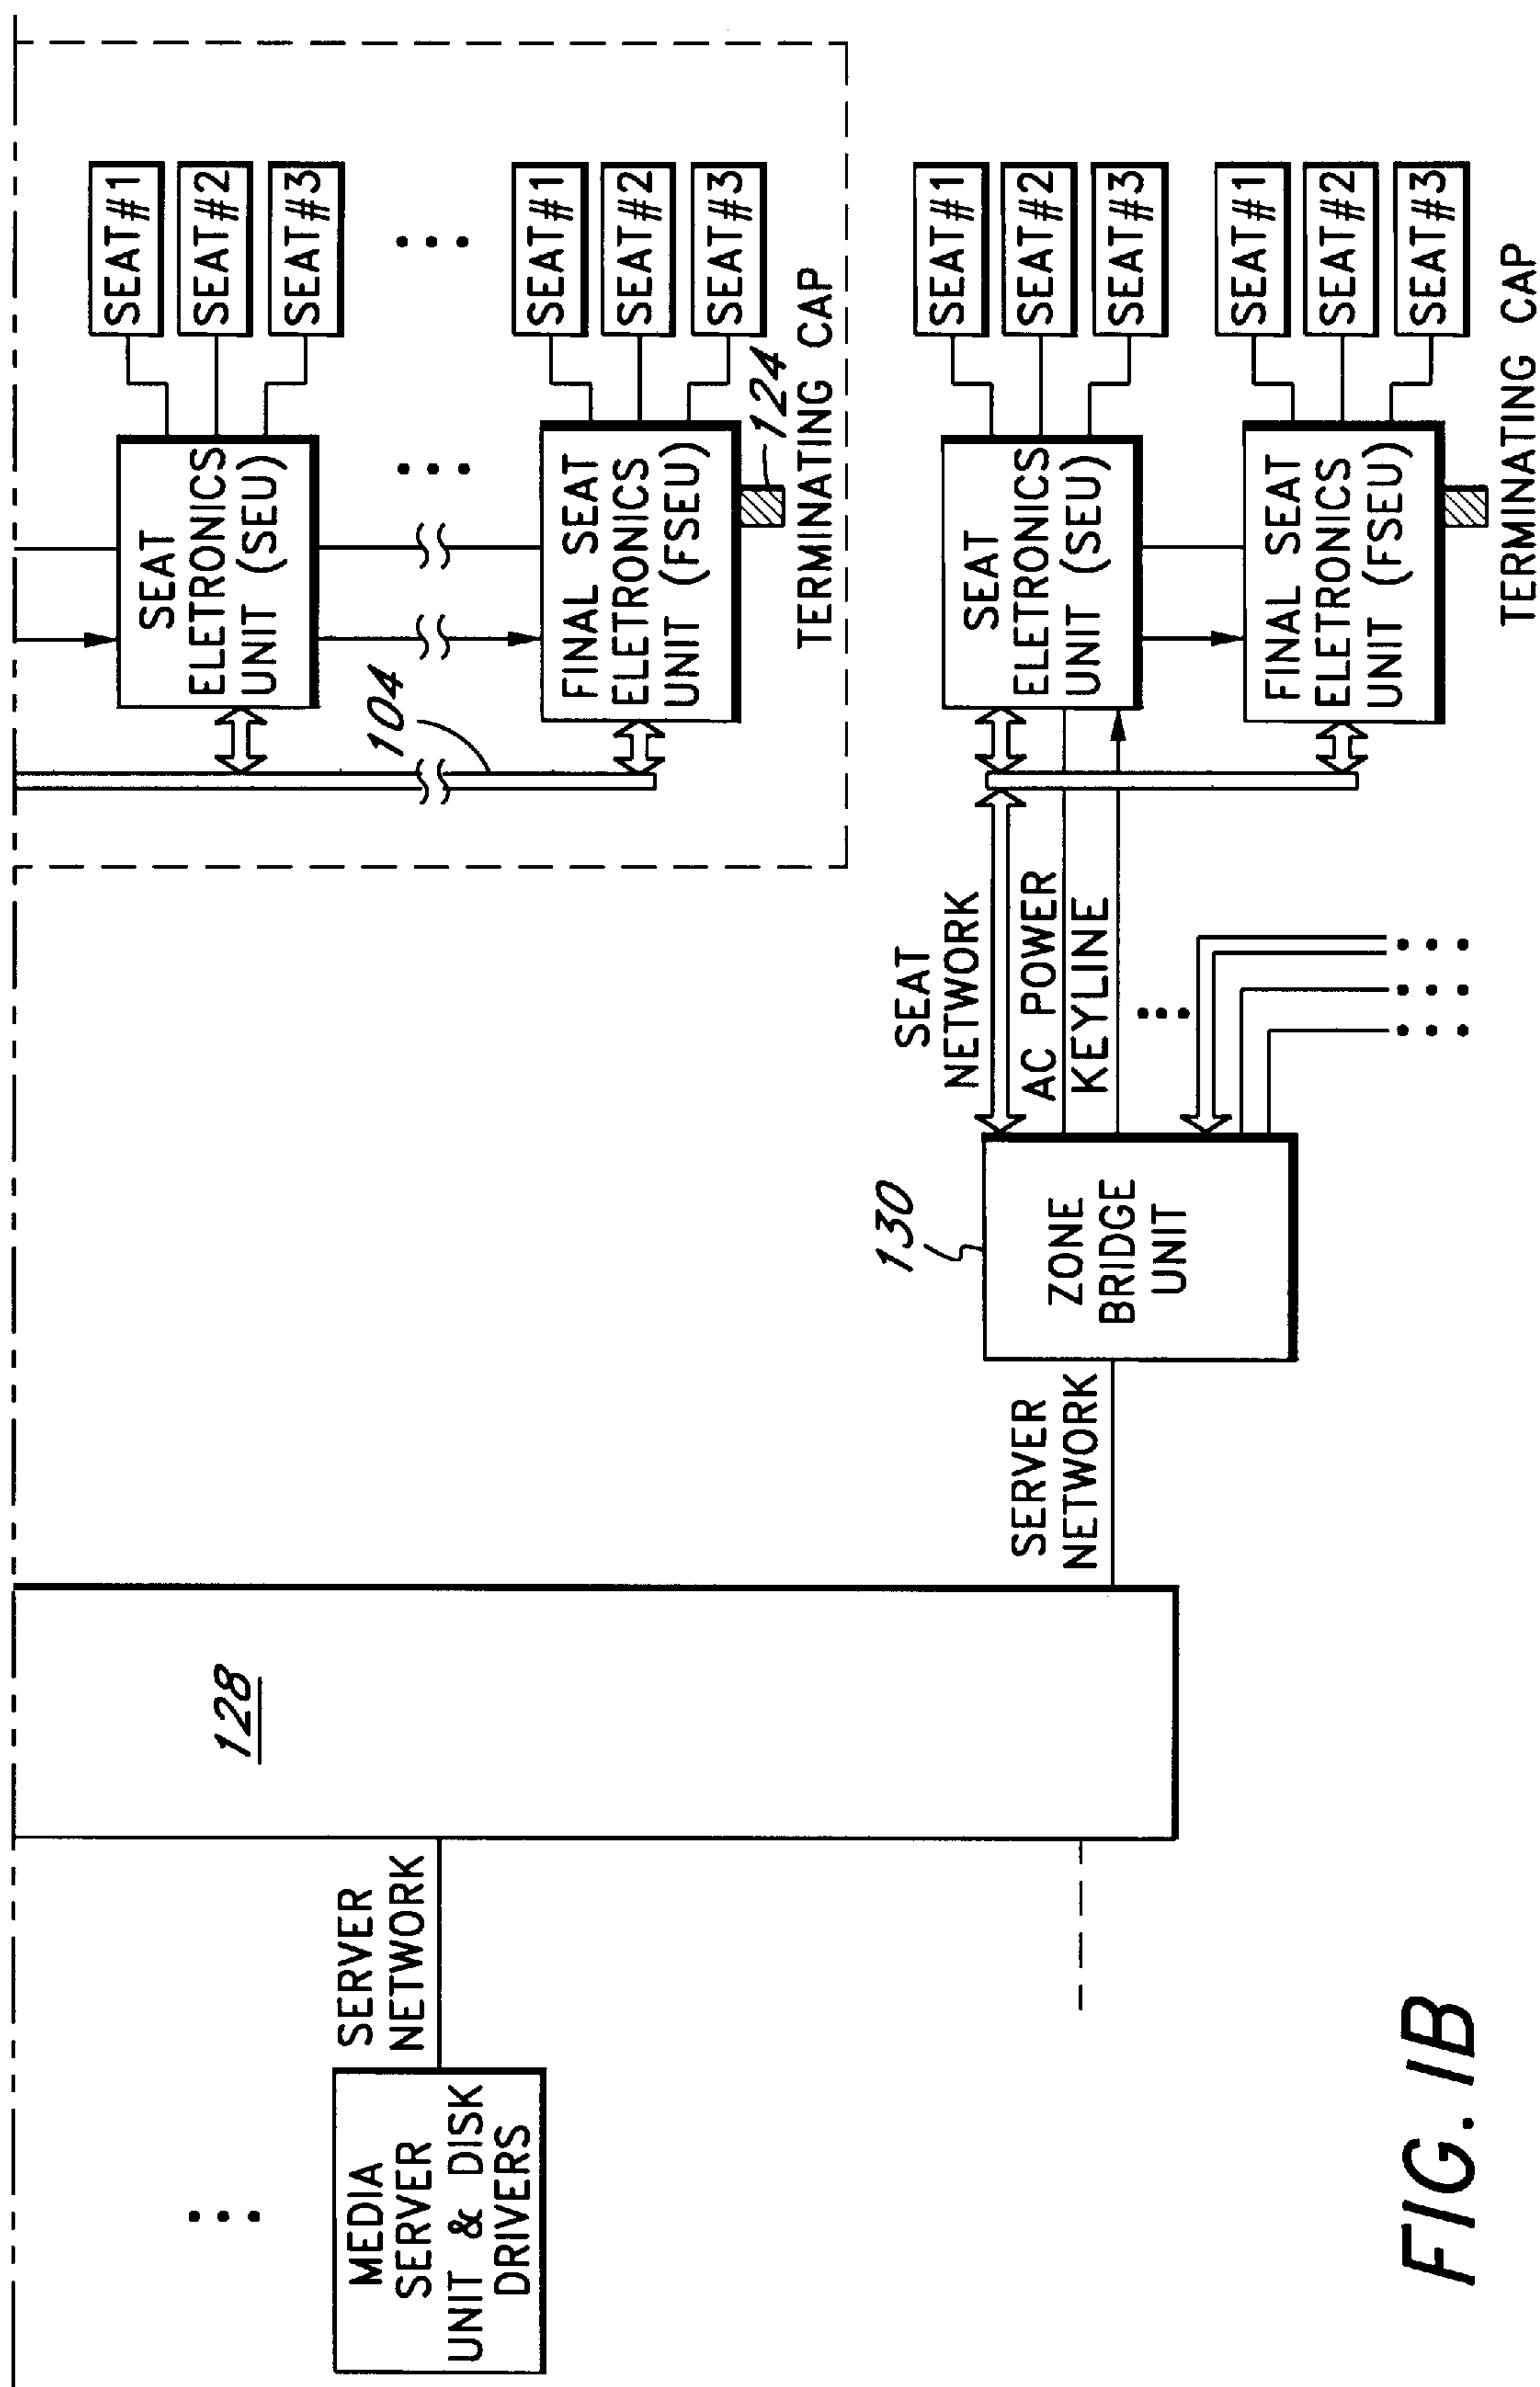 SEAT#1
SEAT#2
SEAT#3
SEAT
ELETRONICS
UNIT (SEU)
104
SEAT#1
SEAT#2
SEAT#3
FINAL SEAT
ELETRONICS
UNIT (FSEU)
124
TERMINATING CAP
128
SERVER
NETWORK
MEDIA
SERVER
UNIT & DISK
DRIVERS
SERVER
NETWORK
130
ZONE
BRIDGE
UNIT
SEAT
NETWORK
AC POWER
KEYLINE
SEAT
ELETRONICS
UNIT (SEU)
SEAT#1
SEAT#2
SEAT#3
FINAL SEAT
ELETRONICS
UNIT (FSEU)
SEAT#1
SEAT#2
SEAT#3
TERMINATING CAP
FIG. 1B